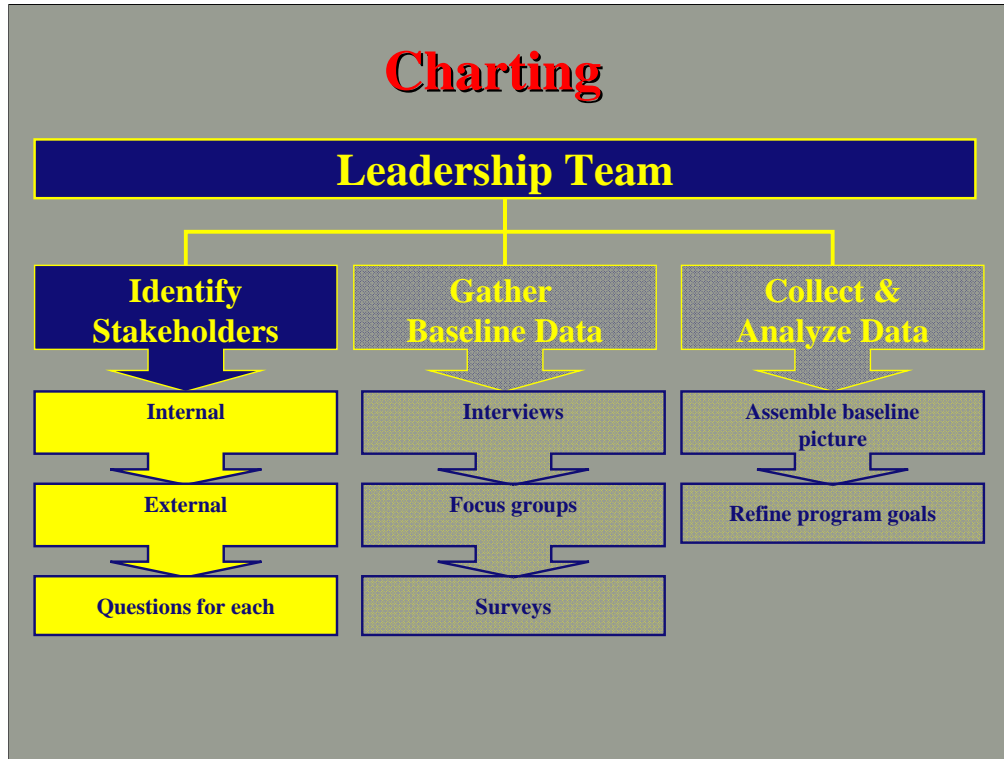 Charting
Leadership Team
Identify
Stakeholders
Internal
External
Questions for each
Gather
Baseline Data
Interviews
Focus groups
Surveys
Collect &
Analyze Data
Assemble baseline
picture
Refine program goals